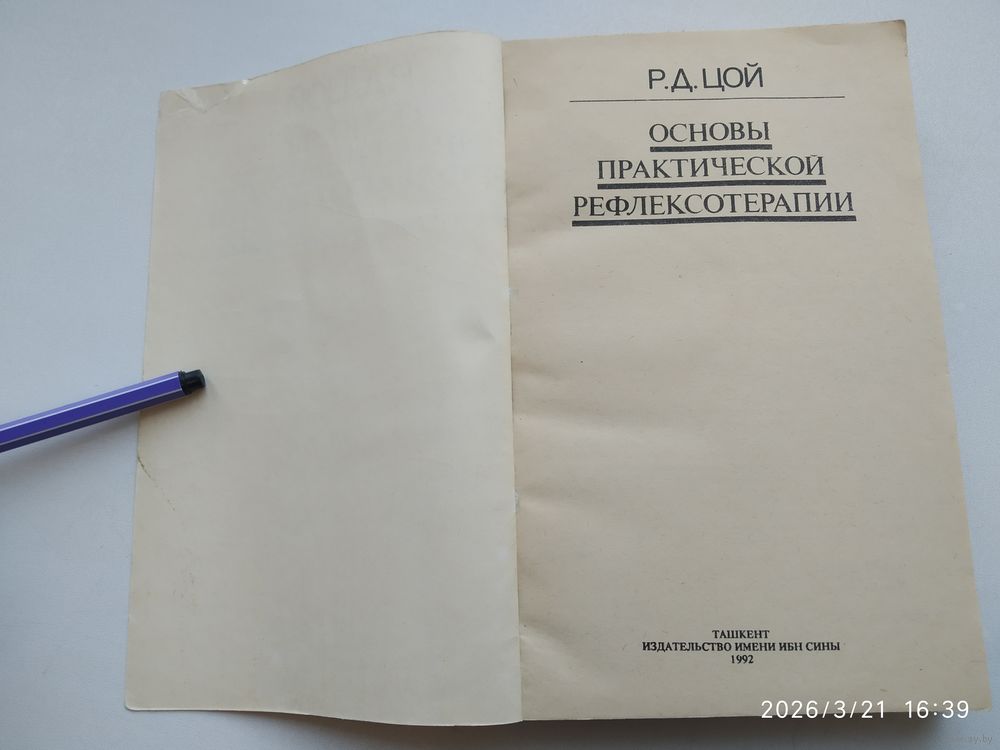 Р.Д. ЦОЙ
ОСНОВЫ
ПРАКТИЧЕСКОЙ
РЕФЛЕКСОТЕРАПИИ
ТАШКЕНТ
ИЗДАТЕЛЬСТВО ИМЕНИ ИБН СИНЫ
1992
2026/3/21 16:39